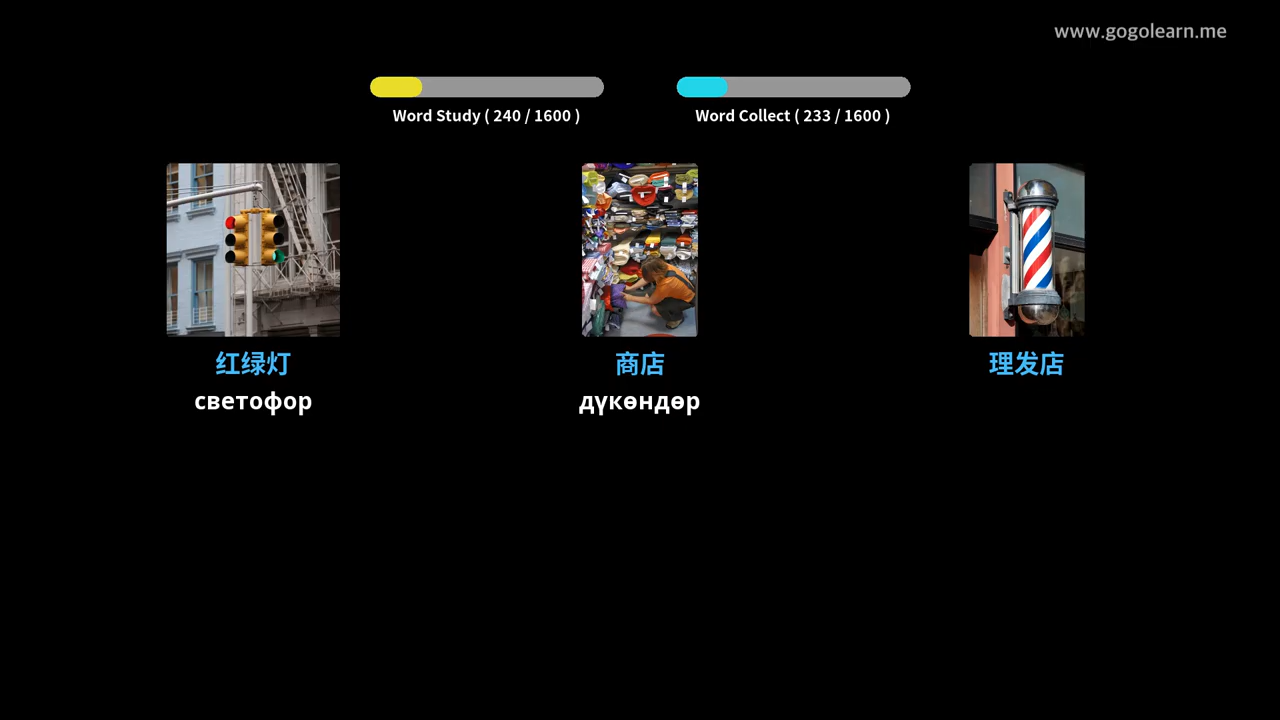 www.gogolearn.me
Word Study ( 240 / 1600 )
Word Collect ( 233 / 1600 )
红绿灯
商店
理发店
светофор
дүкөндөр